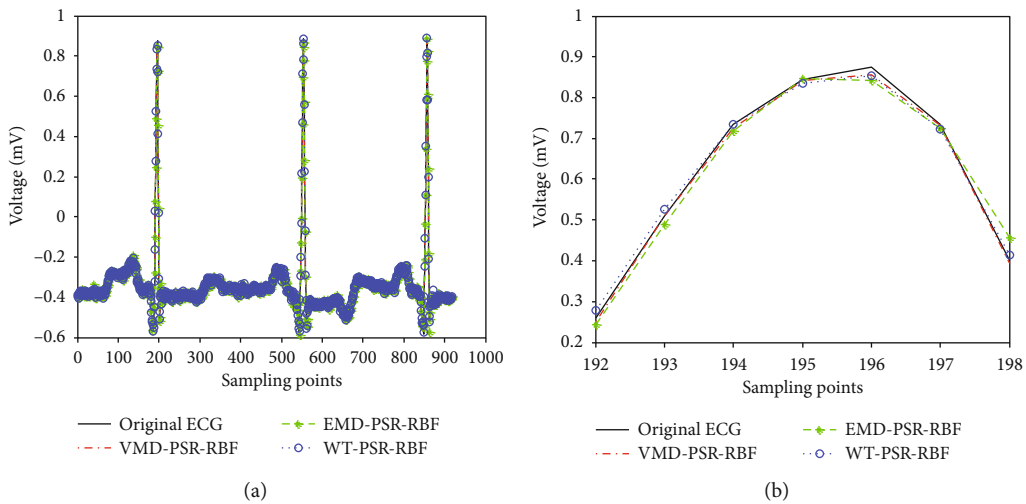 1
0.8
0.6
0.4
0.2
0
−0.2
−0.4
−0.6
Voltage (mV)
0 100 200 300 400 500 600 700 800 900 1000
Sampling points
Original ECG
VMD-PSR-RBF
EMD-PSR-RBF
WT-PSR-RBF
(a)
1
0.9
0.8
0.7
0.6
0.5
0.4
0.3
0.2
Voltage (mV)
192 193 194 195 196 197 198
Sampling points
Original ECG
VMD-PSR-RBF
EMD-PSR-RBF
WT-PSR-RBF
(b)